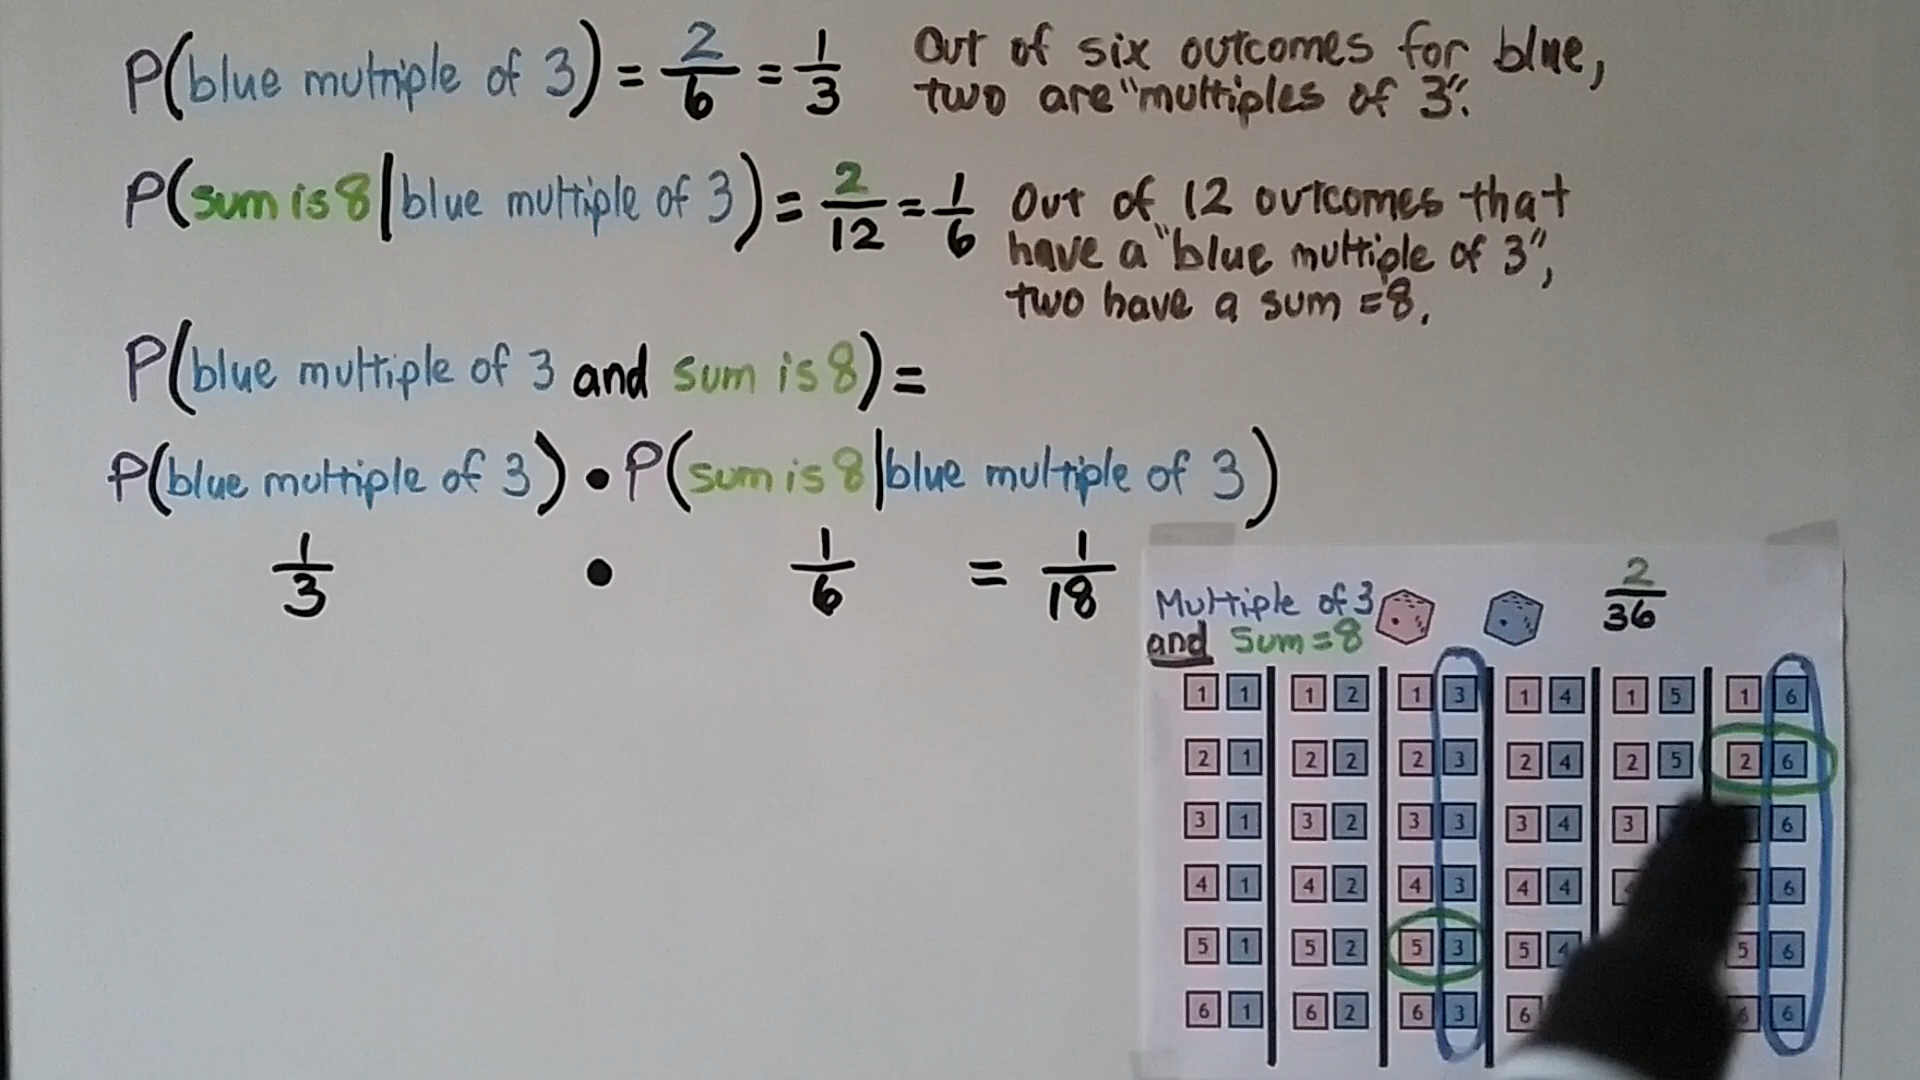 P(blue mutriple of 3) = 2/6 = 1/3 Out of six outcomes for blue,
two are "multiples of 3".
P(sum is 8|blue multiple of 3) = 2/12 = 1/6 Out of 12 outcomes that
have a "blue multiple of 3",
two have a sum = 8.
P(blue multiple of 3 and sum is 8) =
P(blue multiple of 3) • P(sum is 8|blue multiple of 3)
1/3 • 1/6 = 1/18
Multiple of 3 2/36
and Sum = 8
1 1 1 2 1 3 1 4 1 5 1 6
2 1 2 2 2 3 2 4 2 5 2 6
3 1 3 2 3 3 3 4 3 6
4 1 4 2 4 3 4 4 6
5 1 5 2 5 3 5 4 5 6
6 1 6 2 6 3 6 6 6